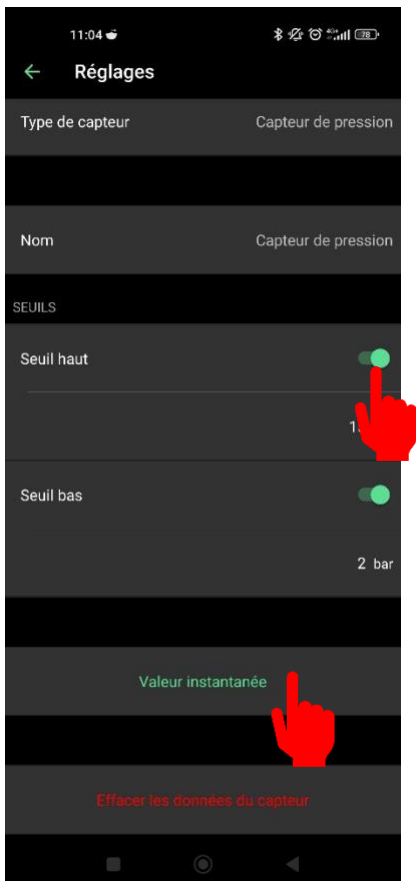 11:04 78
Réglages
Type de capteur Capteur de pression
Nom Capteur de pression
SEUILS
Seuil haut
Seuil bas
2 bar
Valeur instantanée
Effacer les données du capteur